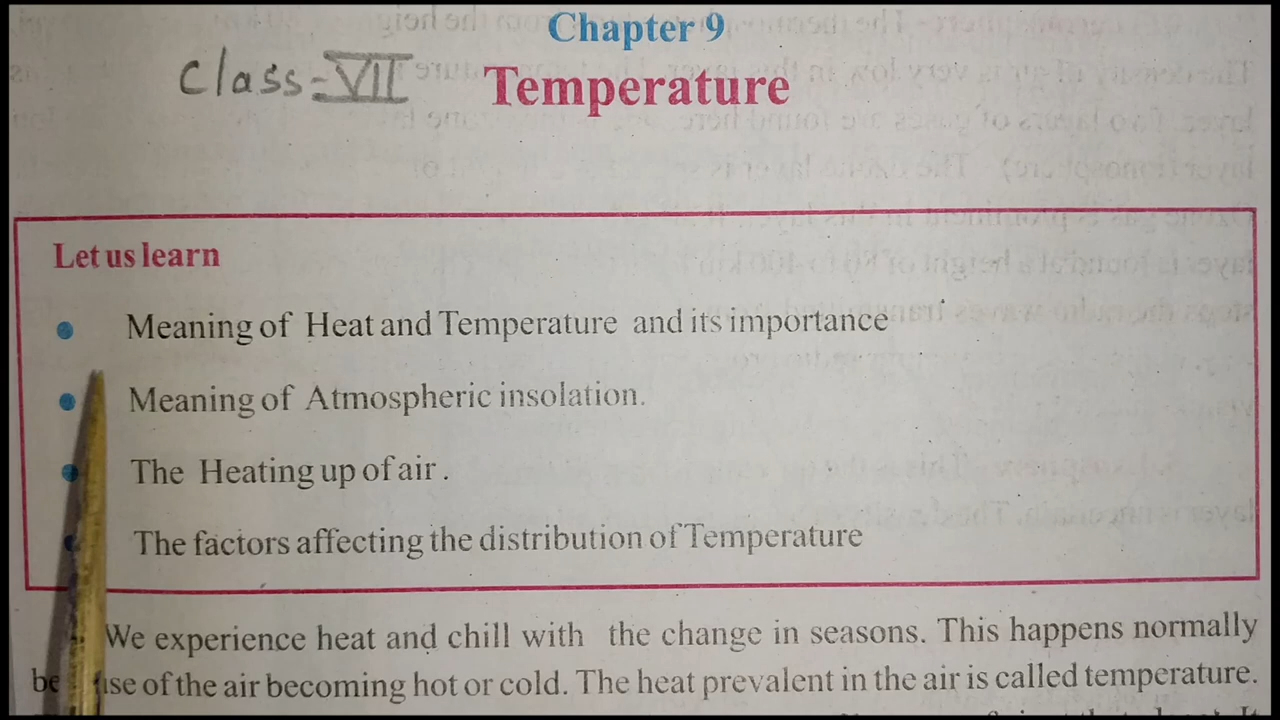 Chapter 9
Class-VII
Temperature
Let us learn
Meaning of Heat and Temperature and its importance
Meaning of Atmospheric insolation.
The Heating up of air.
The factors affecting the distribution of Temperature
We experience heat and chill with the change in seasons. This happens normally
of the air becoming hot or cold. The heat prevalent in the air is called temperature.